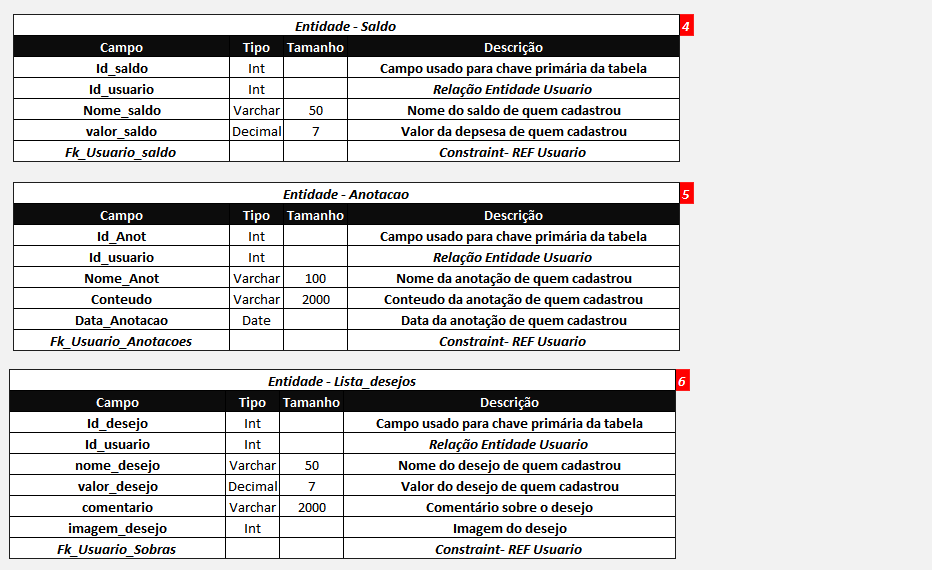 Entidade - Saldo 4
Campo Tipo Tamanho Descrição
Id_saldo Int Campo usado para chave primária da tabela
Id_usuario Int Relação Entidade Usuario
Nome_saldo Varchar 50 Nome do saldo de quem cadastrou
valor_saldo Decimal 7 Valor da depsesa de quem cadastrou
Fk_Usuario_saldo Constraint- REF Usuario
Entidade - Anotacao 5
Campo Tipo Tamanho Descrição
Id_Anot Int Campo usado para chave primária da tabela
Id_usuario Int Relação Entidade Usuario
Nome_Anot Varchar 100 Nome da anotação de quem cadastrou
Conteudo Varchar 2000 Conteudo da anotação de quem cadastrou
Data_Anotacao Date Data da anotação de quem cadastrou
Fk_Usuario_Anotacoes Constraint- REF Usuario
Entidade - Lista_desejos 6
Campo Tipo Tamanho Descrição
Id_desejo Int Campo usado para chave primária da tabela
Id_usuario Int Relação Entidade Usuario
nome_desejo Varchar 50 Nome do desejo de quem cadastrou
valor_desejo Decimal 7 Valor do desejo de quem cadastrou
comentario Varchar 2000 Comentário sobre o desejo
imagem_desejo Int Imagem do desejo
Fk_Usuario_Sobras Constraint- REF Usuario